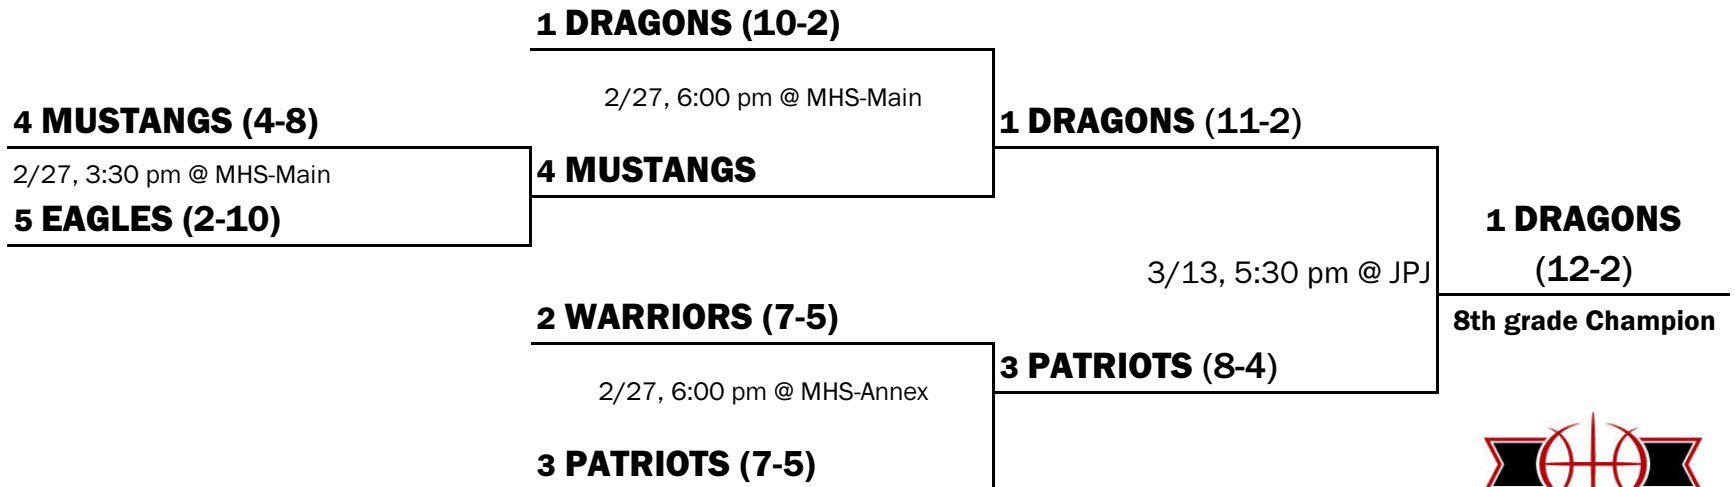 1 DRAGONS (10-2)
2/27, 6:00 pm @ MHS-Main
4 MUSTANGS (4-8)
1 DRAGONS (11-2)
2/27, 3:30 pm @ MHS-Main
4 MUSTANGS
5 EAGLES (2-10)
1 DRAGONS
(12-2)
3/13, 5:30 pm @ JPJ
8th grade Champion
2 WARRIORS (7-5)
3 PATRIOTS (8-4)
2/27, 6:00 pm @ MHS-Annex
3 PATRIOTS (7-5)